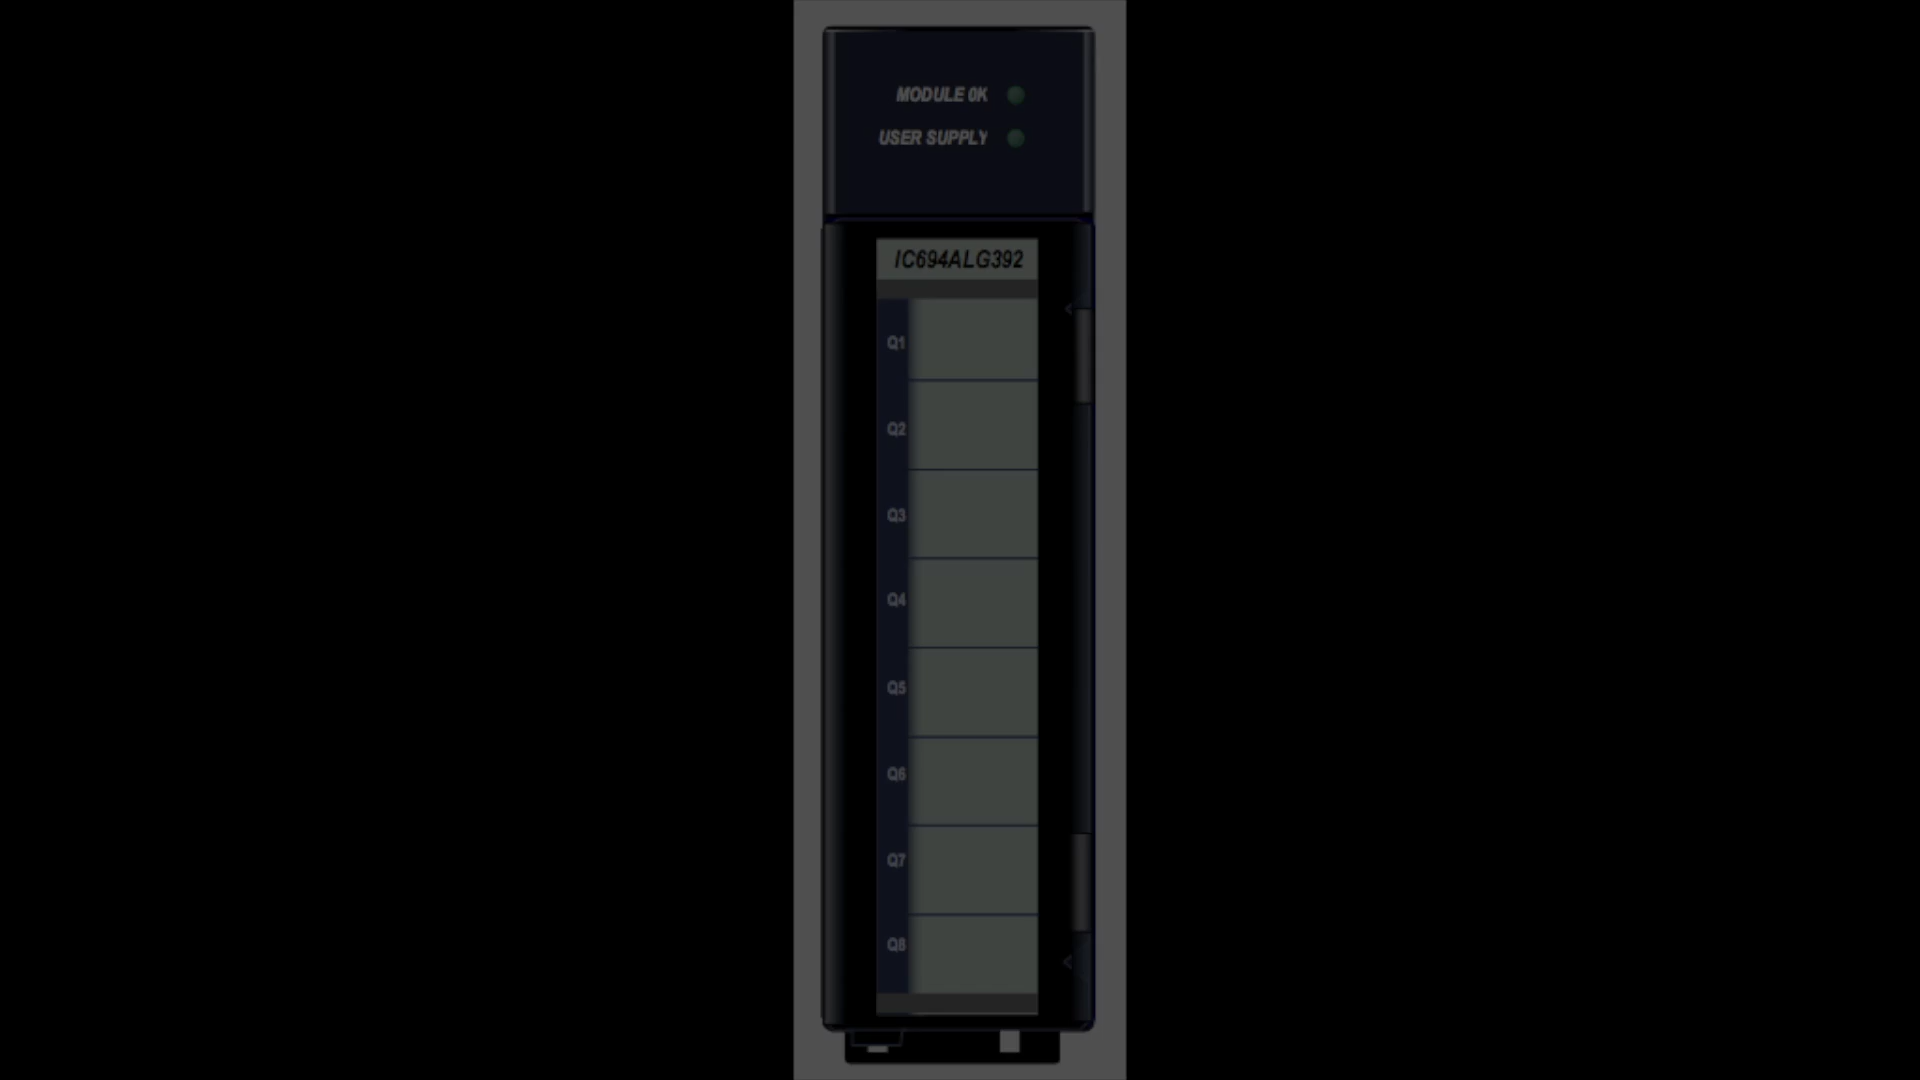 MODULE OK
USER SUPPLY
IC694ALG392
Q1
Q2
Q3
Q4
Q5
Q6
Q7
Q8